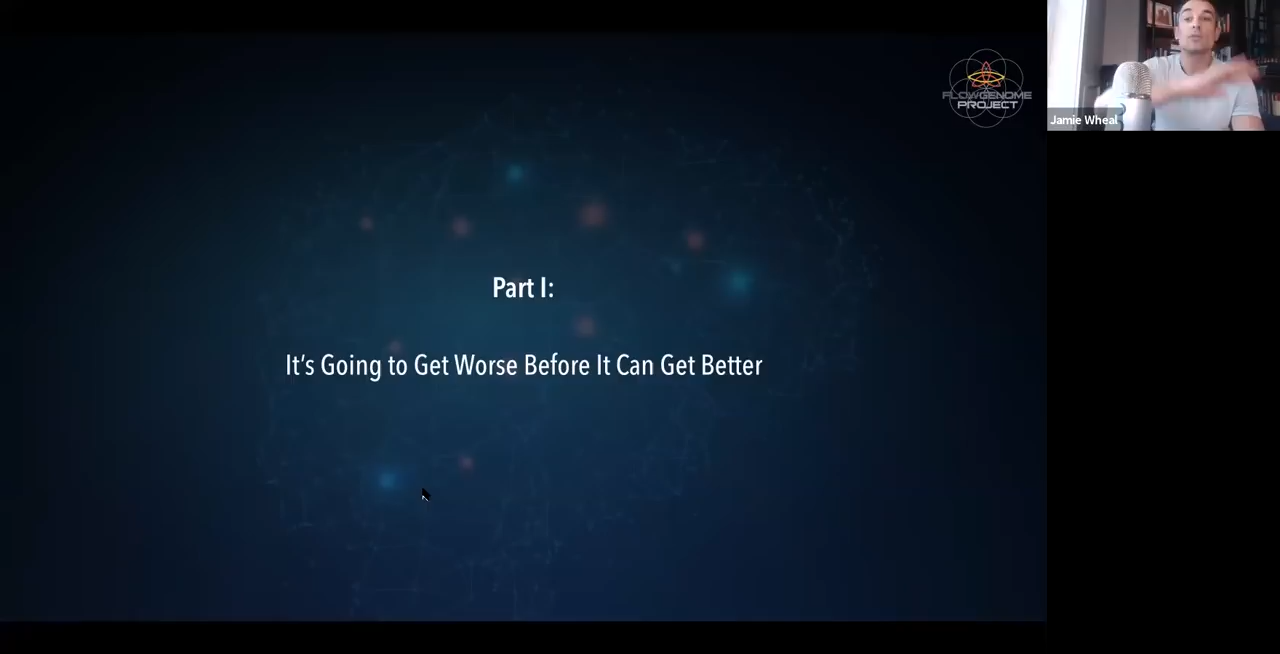 FLOWGENOME
PROJECT
Jamie Wheal
Part I:
It's Going to Get Worse Before It Can Get Better